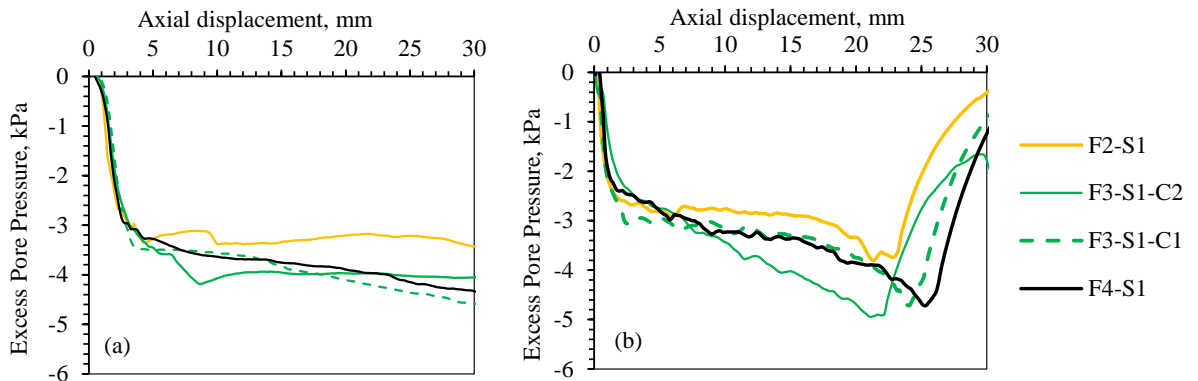 Axial displacement, mm
0 5 10 15 20 25 30
0
-1
-2
-3
-4
-5
-6
Excess Pore Pressure, kPa
(a)
Axial displacement, mm
0 5 10 15 20 25 30
0
-1
-2
-3
-4
-5
-6
Excess Pore Pressure, kPa
(b)
F2-S1
F3-S1-C2
F3-S1-C1
F4-S1